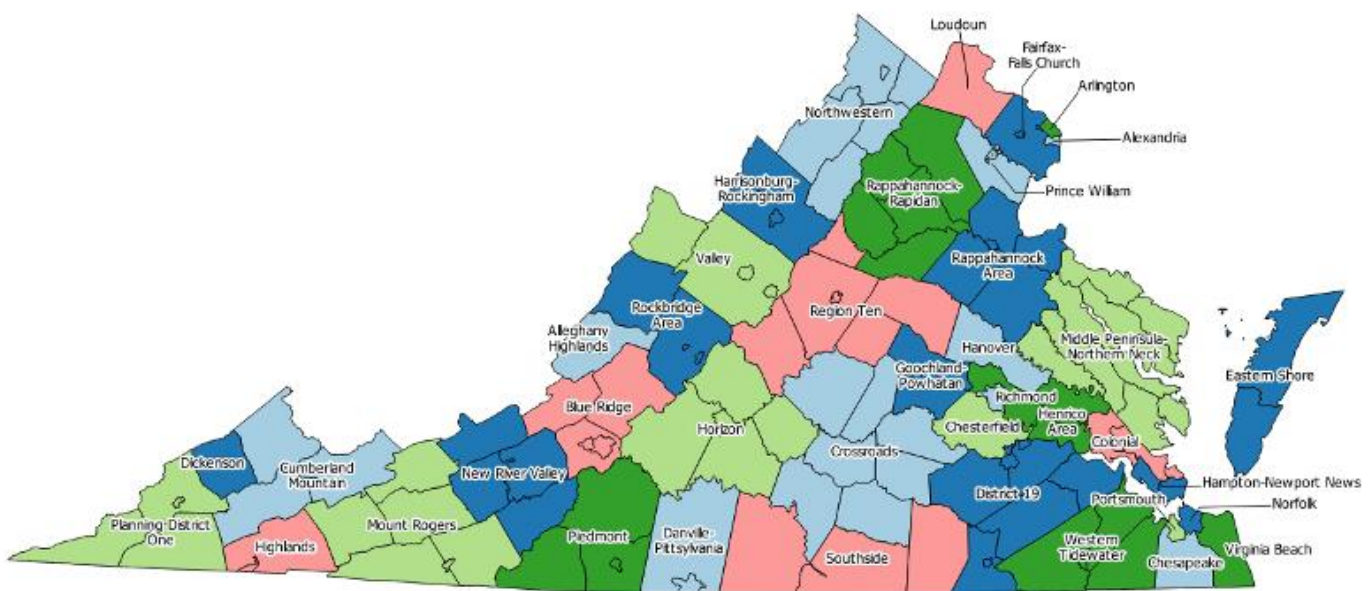 Loudoun
Fairfax-
Falls Church
Arlington
Northwestern
Alexandria
Harrisonburg-
Rockingham
Rappahannock-
Rapidan
Prince William
Valley
Rappahannock
Area
Rockbridge
Area
Region Ten
Alleghany
Highlands
Hanover
Middle Peninsula-
Northern Neck
Goochland-
Powhatan
Eastern Shore
Blue Ridge
Richmond
Henrico
Area
Horizon
Chesterfield
Colonial
Dickenson
Cumberland
Mountain
New River Valley
Crossroads
Hampton-Newport News
District 19
Portsmouth
Norfolk
Planning-District
One
Mount Rogers
Highlands
Piedmont
Danville-
Pittsylvania
Southside
Western
Tidewater
Virginia Beach
Chesapeake